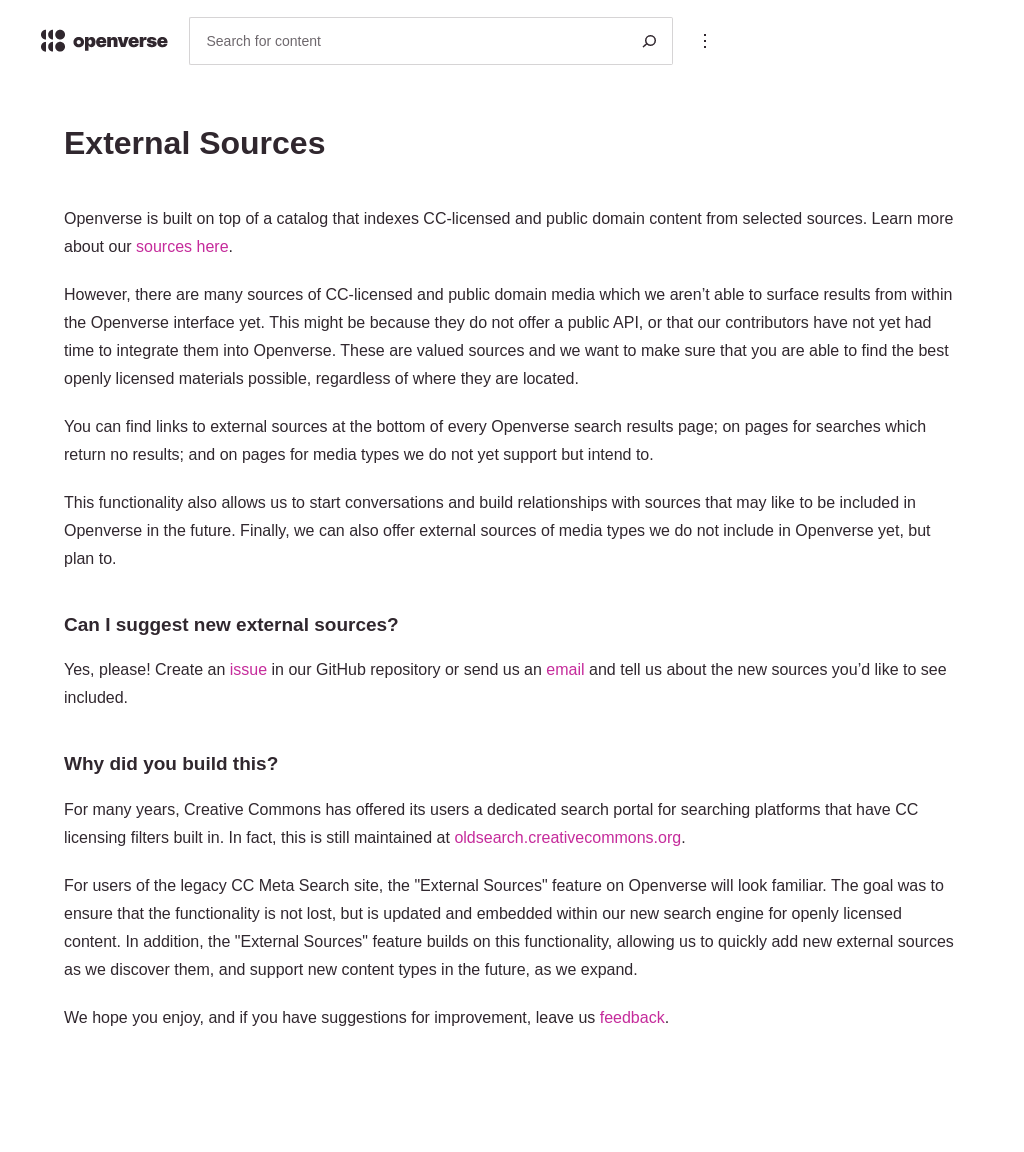 openverse
Search for content
External Sources
Openverse is built on top of a catalog that indexes CC-licensed and public domain content from selected sources. Learn more
about our sources here.
However, there are many sources of CC-licensed and public domain media which we aren’t able to surface results from within
the Openverse interface yet. This might be because they do not offer a public API, or that our contributors have not yet had
time to integrate them into Openverse. These are valued sources and we want to make sure that you are able to find the best
openly licensed materials possible, regardless of where they are located.
You can find links to external sources at the bottom of every Openverse search results page; on pages for searches which
return no results; and on pages for media types we do not yet support but intend to.
This functionality also allows us to start conversations and build relationships with sources that may like to be included in
Openverse in the future. Finally, we can also offer external sources of media types we do not include in Openverse yet, but
plan to.
Can I suggest new external sources?
Yes, please! Create an issue in our GitHub repository or send us an email and tell us about the new sources you’d like to see
included.
Why did you build this?
For many years, Creative Commons has offered its users a dedicated search portal for searching platforms that have CC
licensing filters built in. In fact, this is still maintained at oldsearch.creativecommons.org.
For users of the legacy CC Meta Search site, the "External Sources" feature on Openverse will look familiar. The goal was to
ensure that the functionality is not lost, but is updated and embedded within our new search engine for openly licensed
content. In addition, the "External Sources" feature builds on this functionality, allowing us to quickly add new external sources
as we discover them, and support new content types in the future, as we expand.
We hope you enjoy, and if you have suggestions for improvement, leave us feedback.